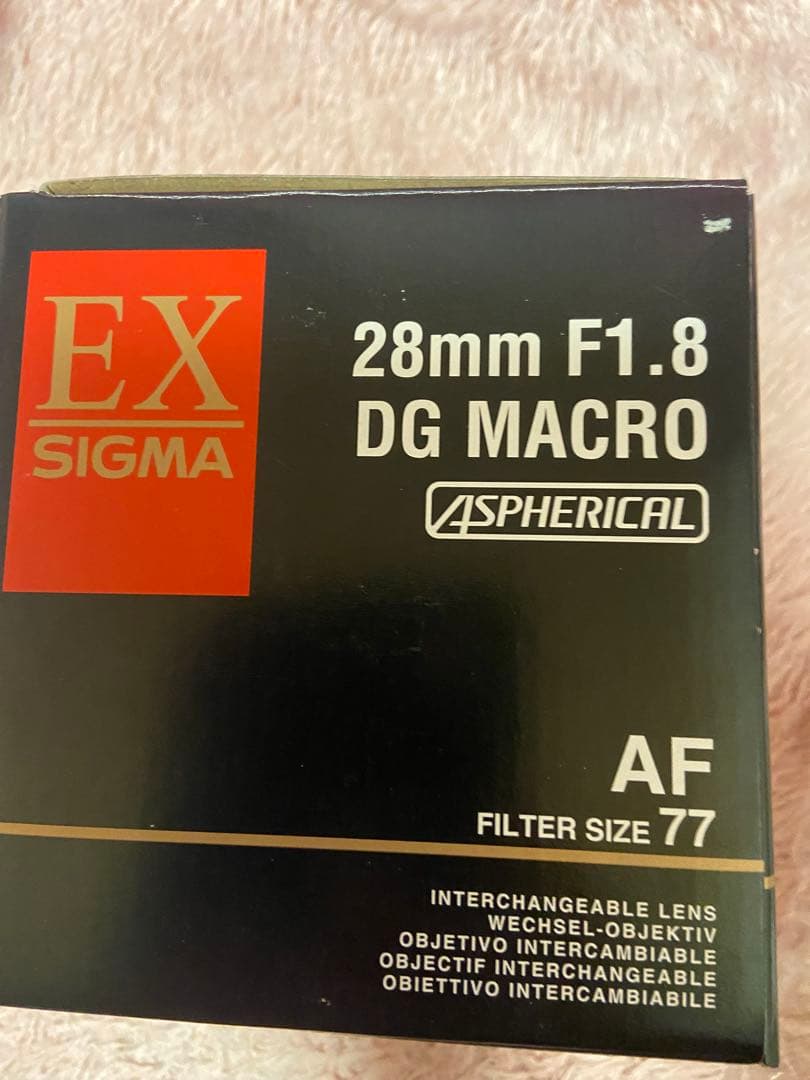 EX
SIGMA
28mm F1.8
DG MACRO
ASPHERICAL
AF
FILTER SIZE 77
INTERCHANGEABLE LENS
WECHSEL-OBJEKTIV
OBJETIVO INTERCAMBIABLE
OBJECTIF INTERCHANGEABLE
OBIETTIVO INTERCAMBIABILE